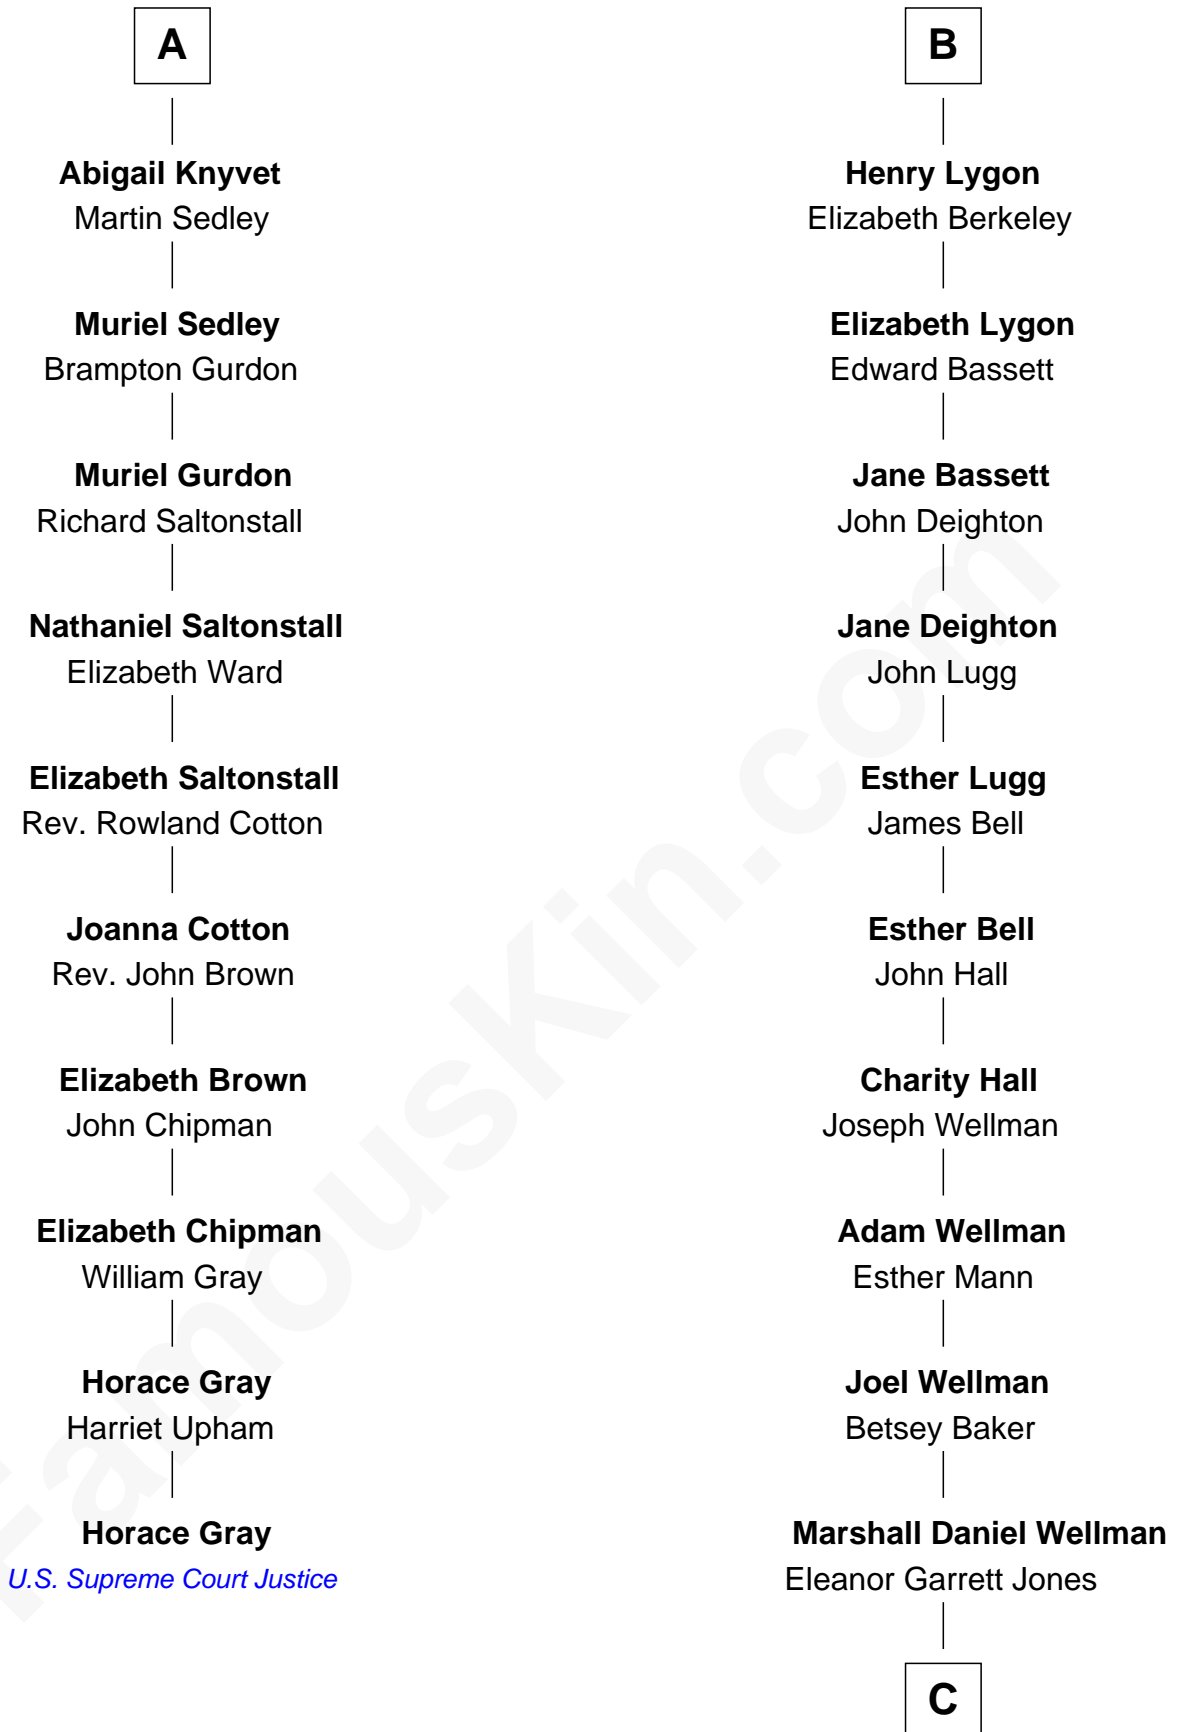 A
Abigail Knyvet
Martin Sedley
Muriel Sedley
Brampton Gurdon
Muriel Gurdon
Richard Saltonstall
Nathaniel Saltonstall
Elizabeth Ward
Elizabeth Saltonstall
Rev. Rowland Cotton
Joanna Cotton
Rev. John Brown
Elizabeth Brown
John Chipman
Elizabeth Chipman
William Gray
Horace Gray
Harriet Upham
Horace Gray
U.S. Supreme Court Justice
B
Henry Lygon
Elizabeth Berkeley
Elizabeth Lygon
Edward Bassett
Jane Bassett
John Deighton
Jane Deighton
John Lugg
Esther Lugg
James Bell
Esther Bell
John Hall
Charity Hall
Joseph Wellman
Adam Wellman
Esther Mann
Joel Wellman
Betsey Baker
Marshall Daniel Wellman
Eleanor Garrett Jones
C
FamousKin.com